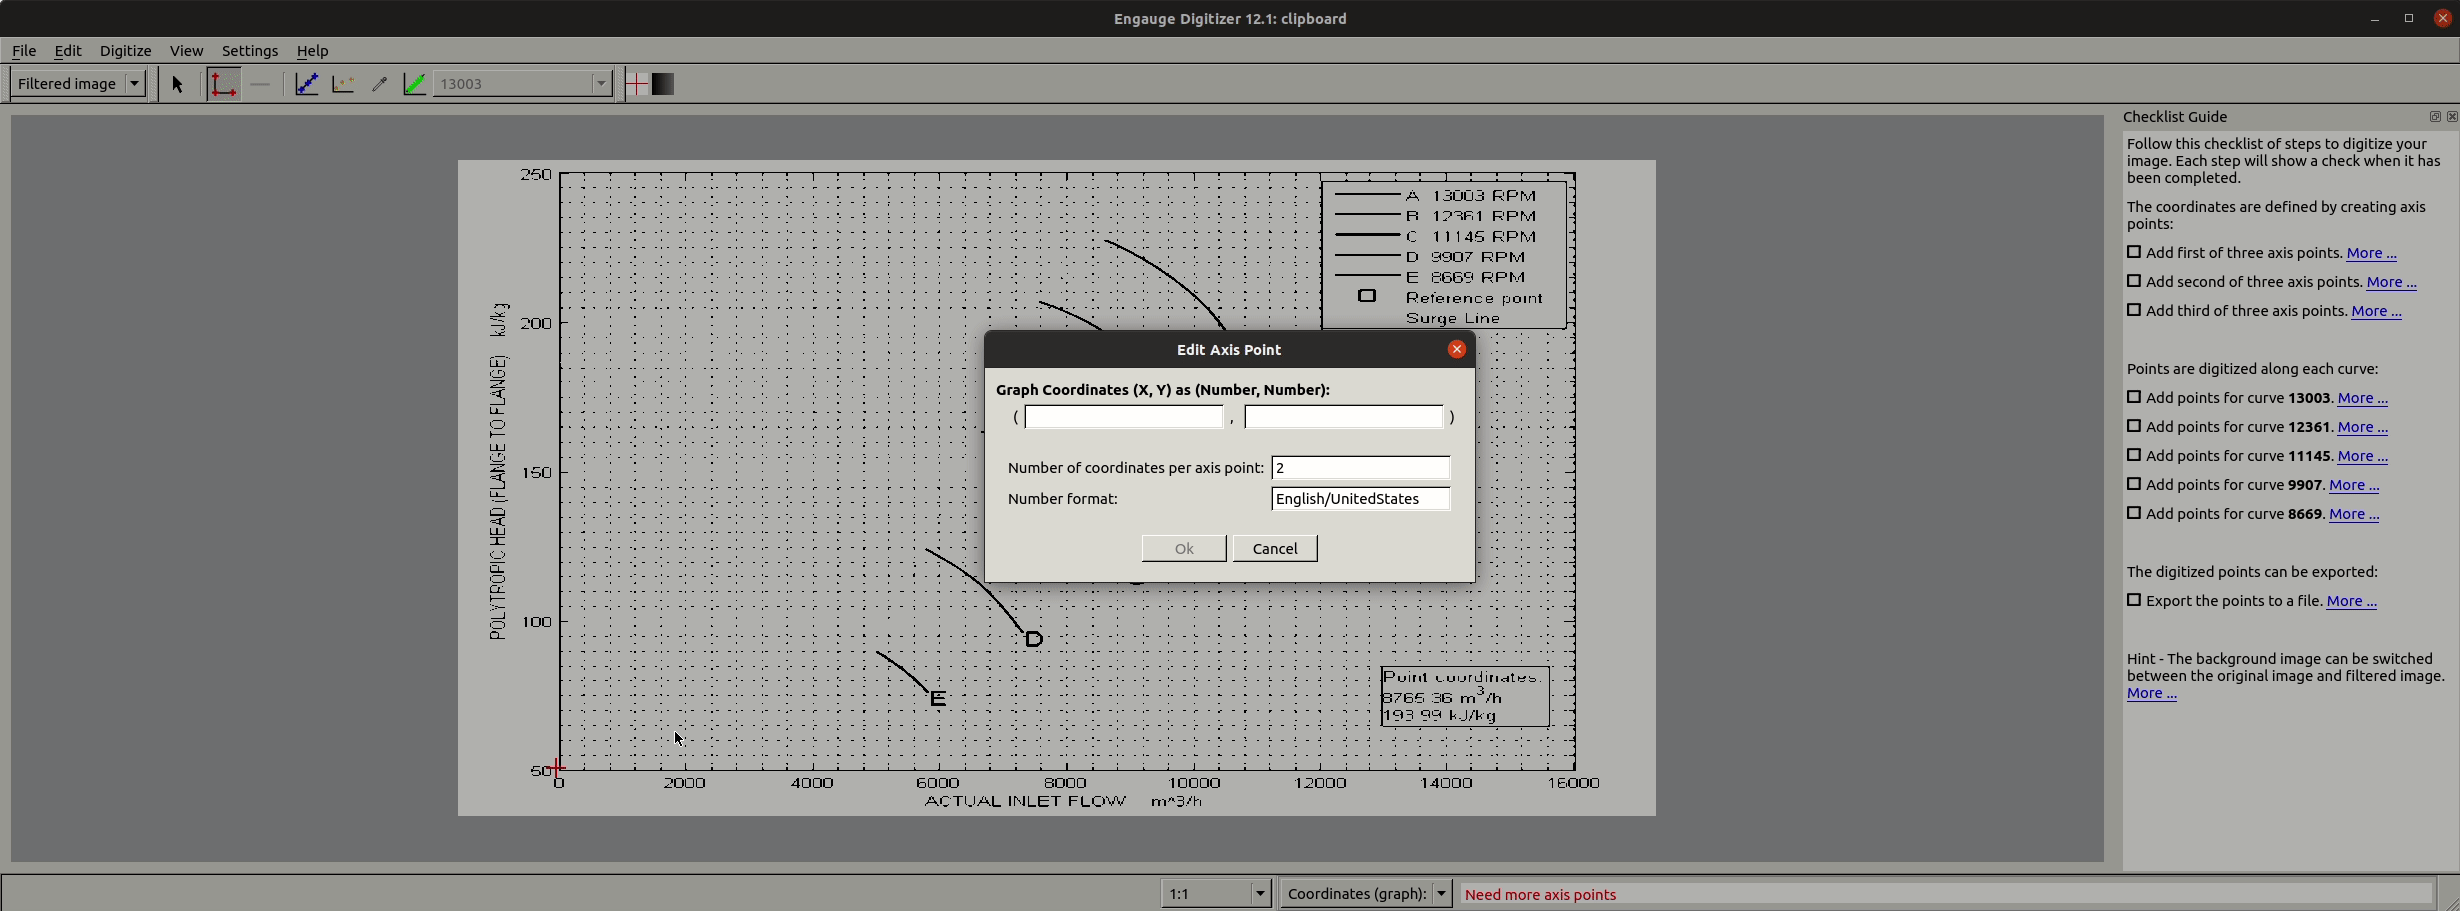 Engauge Digitizer 12.1: clipboard
File Edit Digitize View Settings Help
Filtered image
13003
Checklist Guide
Follow this checklist of steps to digitize your
image. Each step will show a check when it has
been completed.
The coordinates are defined by creating axis
points:
Add first of three axis points. More ...
Add second of three axis points. More ...
Add third of three axis points. More ...
Points are digitized along each curve:
Add points for curve 13003. More ...
Add points for curve 12361. More ...
Add points for curve 11145. More ...
Add points for curve 9907. More ...
Add points for curve 8669. More ...
The digitized points can be exported:
Export the points to a file. More ...
Hint - The background image can be switched
between the original image and filtered image.
More ...
250
200
150
100
50
POLYTROPIC HEAD (FLANGE TO FLANGE) kJ/kg
A 13003 RPM
B 12361 RPM
C 11145 RPM
D 9907 RPM
E 8669 RPM
Reference point
Surge Line
Edit Axis Point
Graph Coordinates (X, Y) as (Number, Number):
( , )
Number of coordinates per axis point: 2
Number format: English/UnitedStates
Ok Cancel
D
E
Point coordinates:
8765.36 m^3/h
193.99 kJ/kg
0 2000 4000 6000 8000 10000 12000 14000 16000
ACTUAL INLET FLOW m^3/h
1:1 Coordinates (graph): Need more axis points